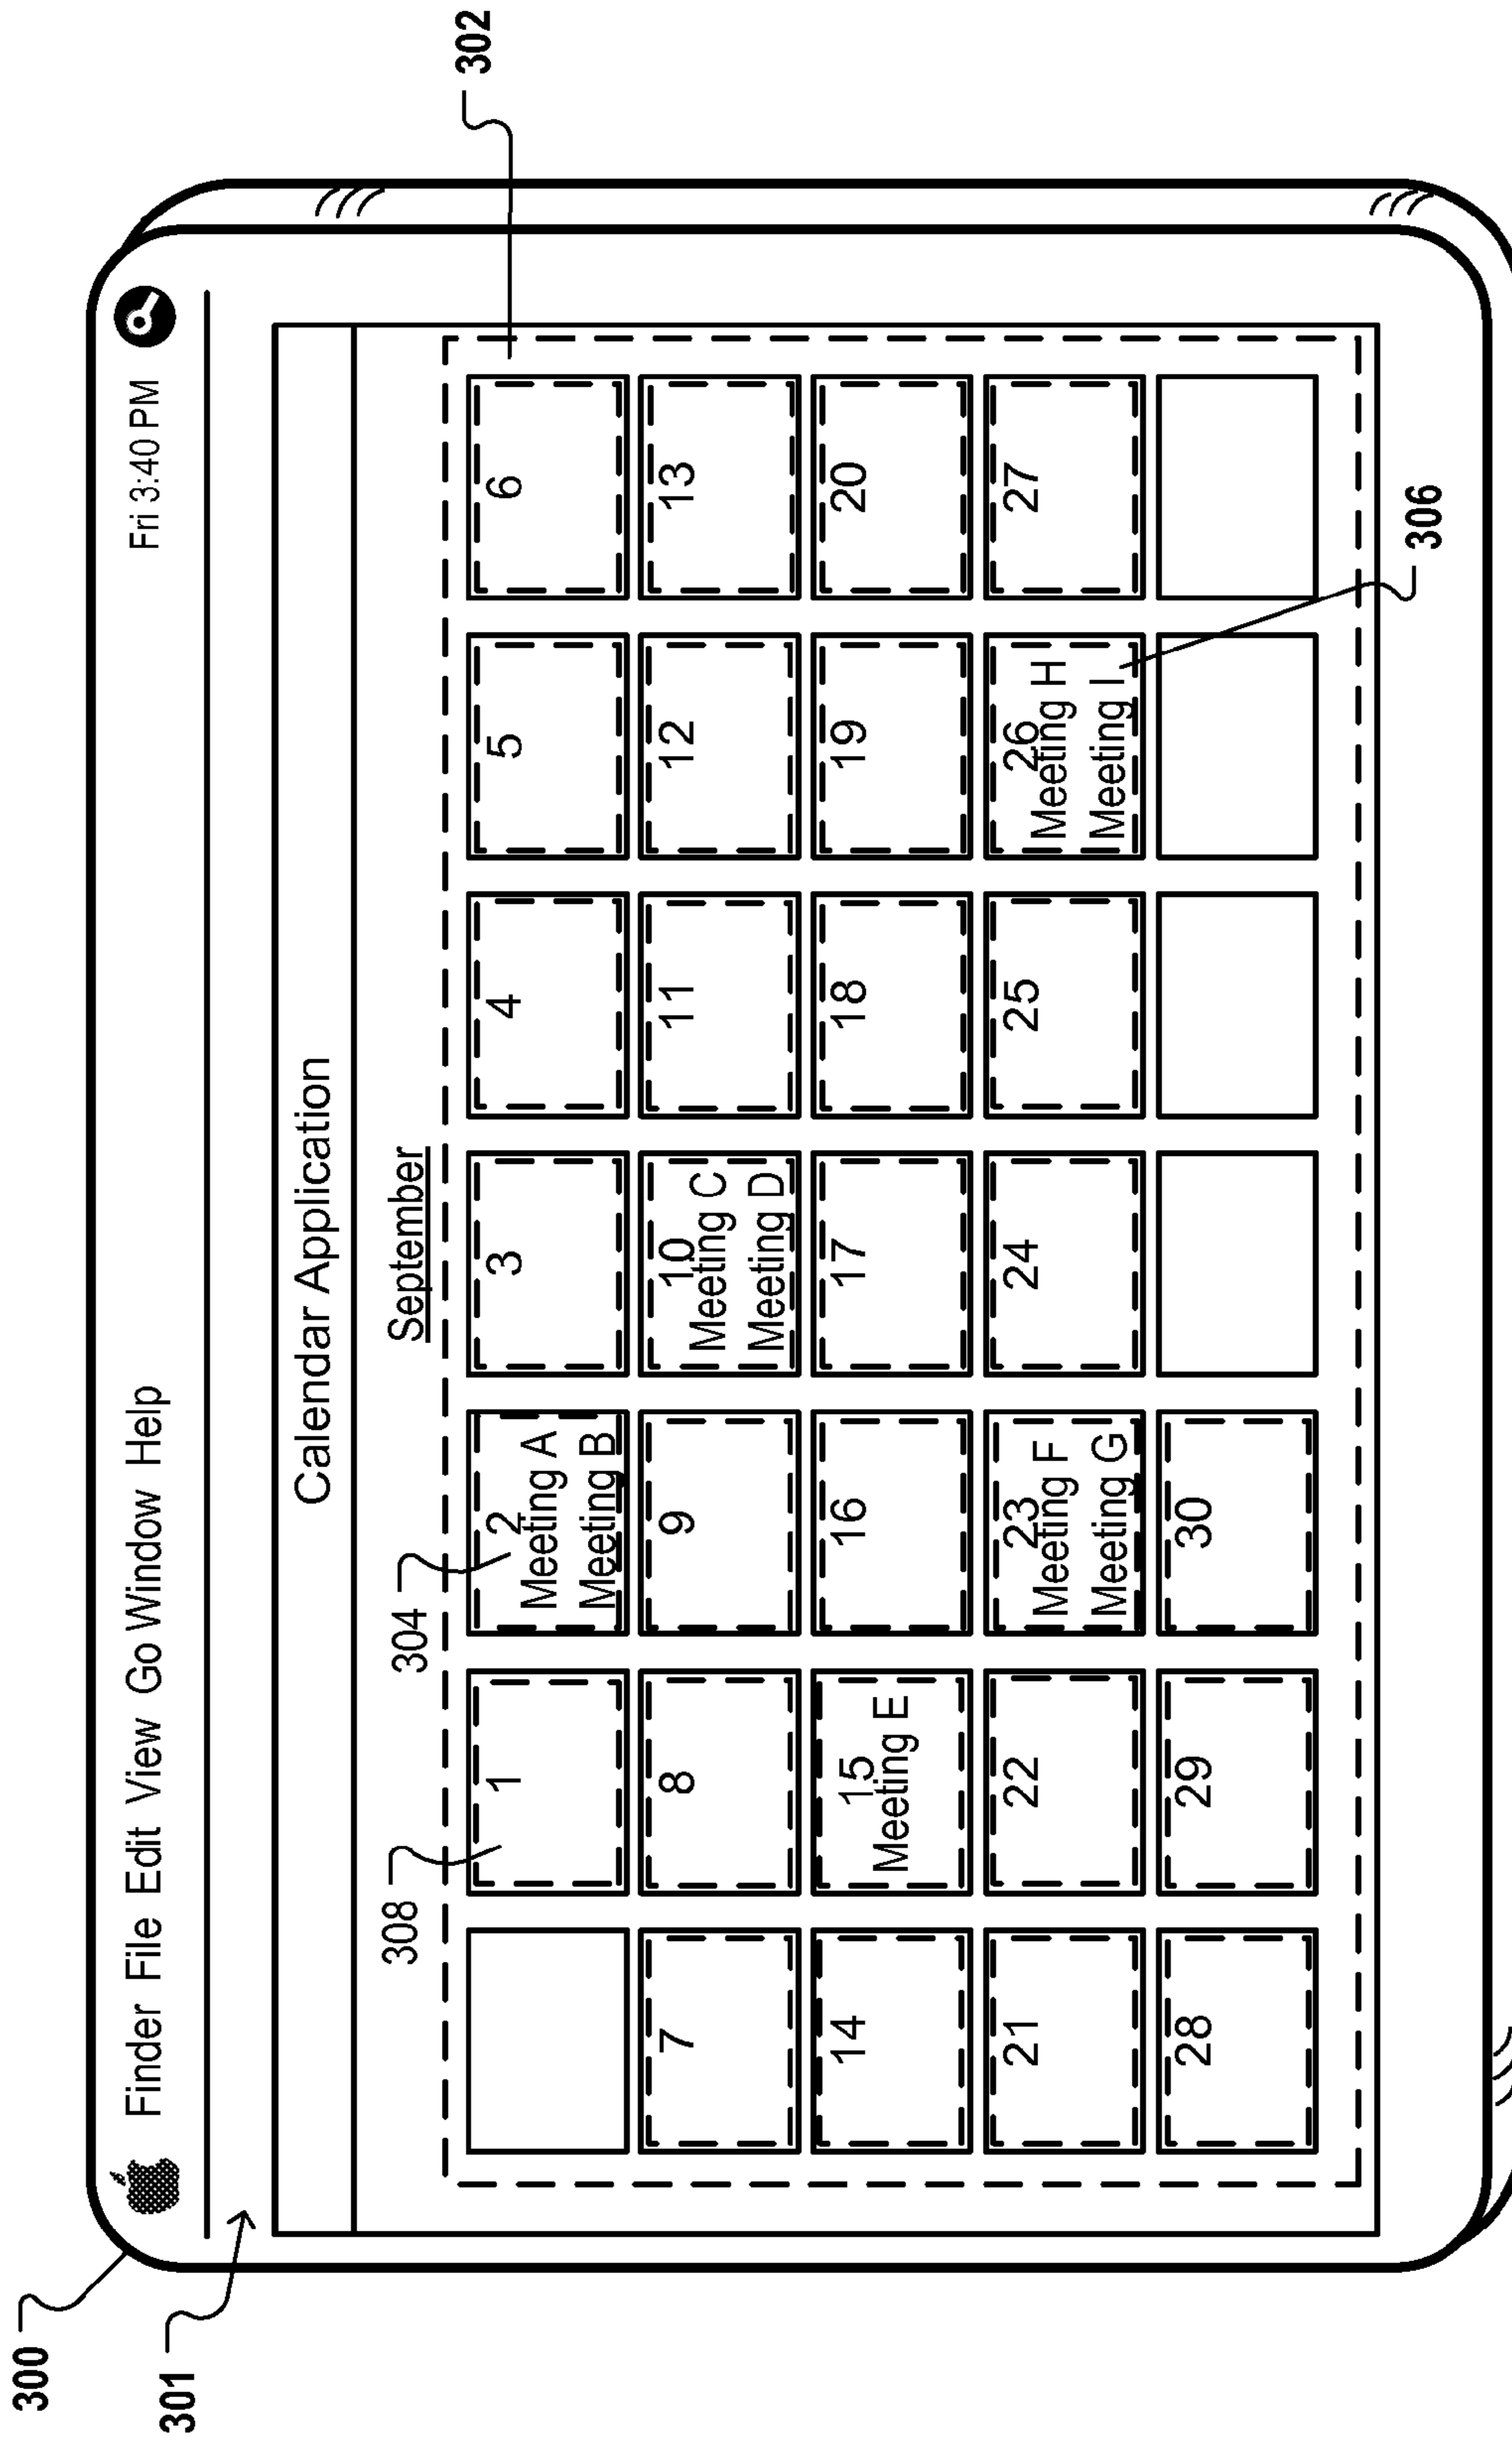 Finder File Edit View Go Window Help Fri 3:40 PM
Calendar Application
September
300
301
302
304
306
308
1 2 3 4 5 6
Meeting A
Meeting B
7 8 9 10 11 12 13
Meeting C
Meeting D
14 15 16 17 18 19 20
Meeting E
21 22 23 24 25 26 27
Meeting F Meeting H
Meeting G Meeting I
28 29 30